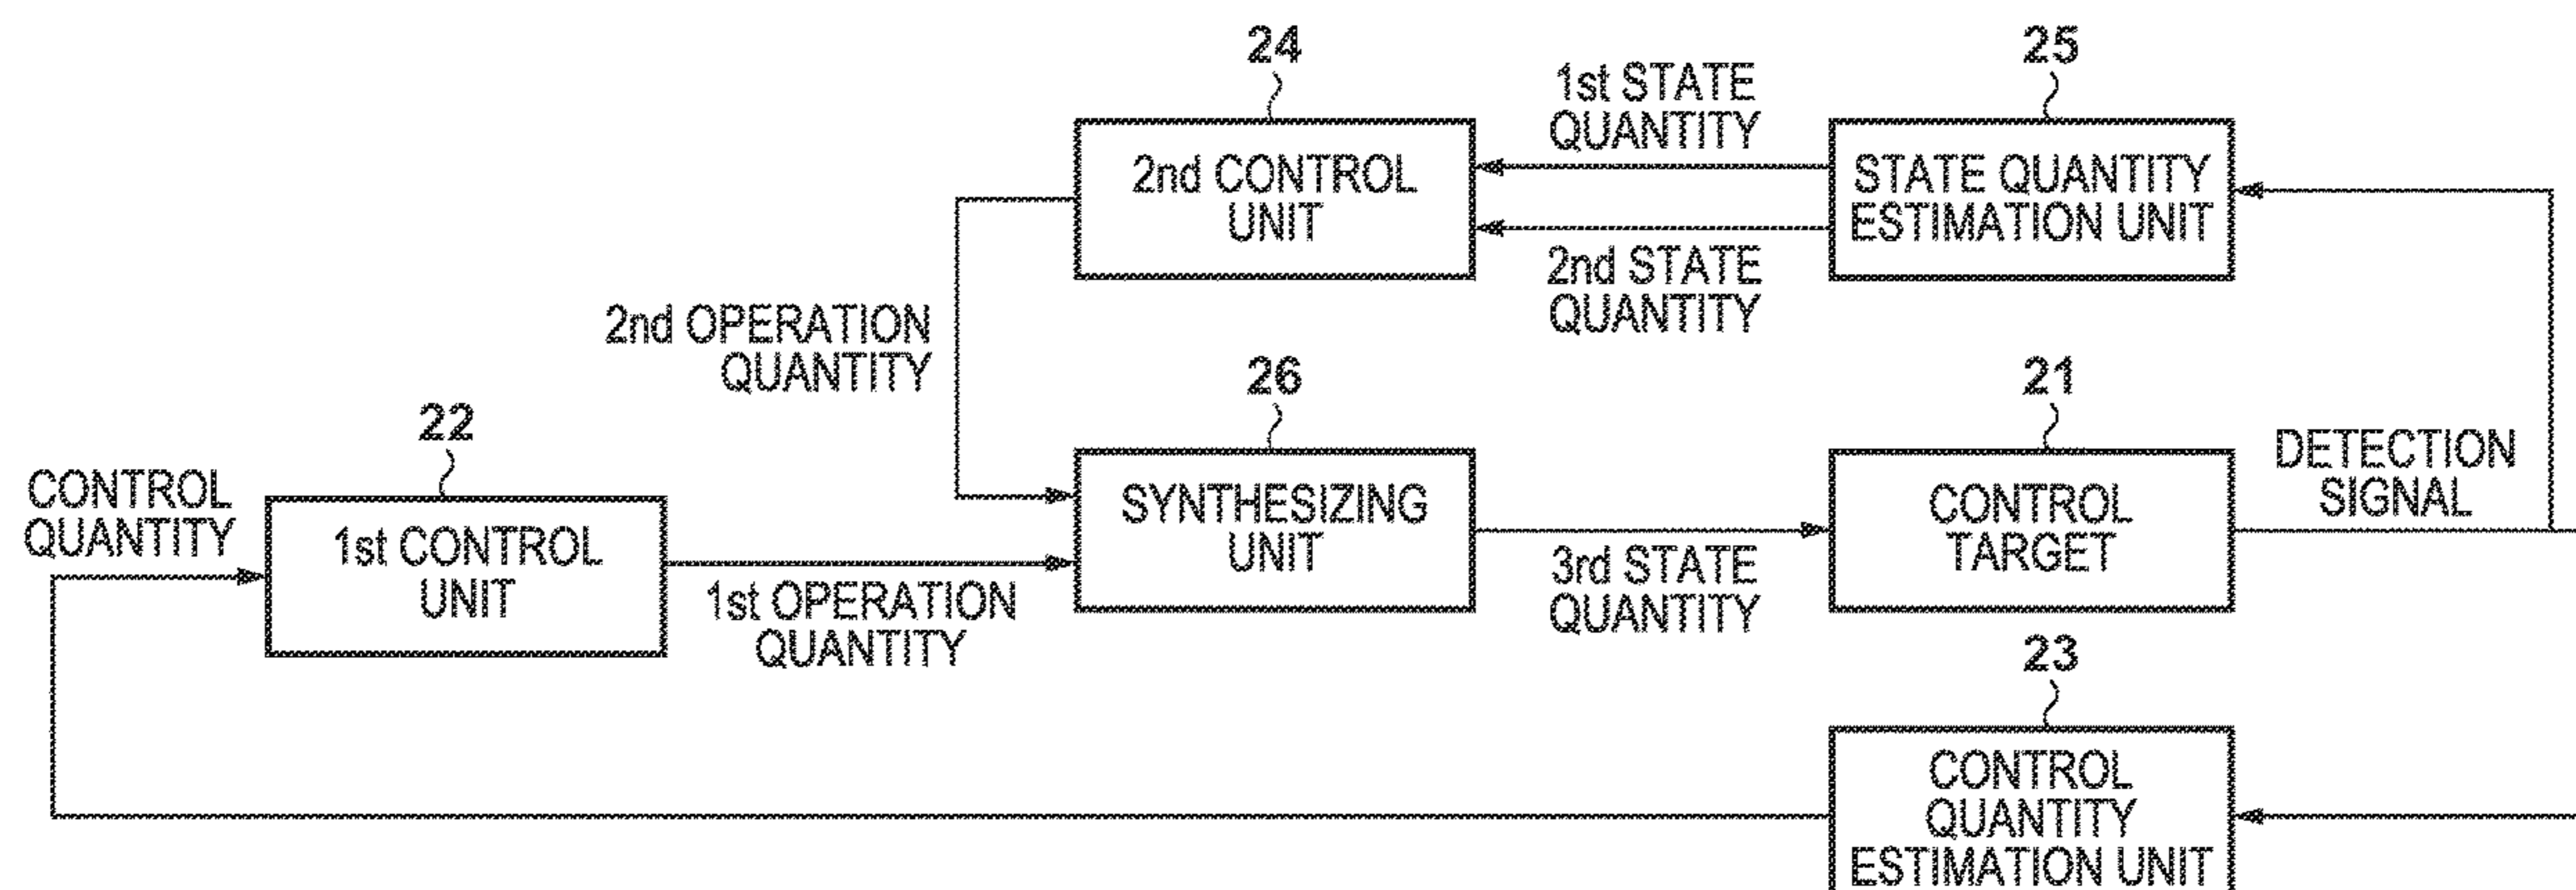 24
25
1st STATE
QUANTITY
2nd CONTROL
UNIT
STATE QUANTITY
ESTIMATION UNIT
2nd STATE
QUANTITY
2nd OPERATION
QUANTITY
26
21
22
DETECTION
SIGNAL
CONTROL
QUANTITY
SYNTHESIZING
UNIT
CONTROL
TARGET
1st CONTROL
UNIT
3rd STATE
QUANTITY
1st OPERATION
QUANTITY
23
CONTROL
QUANTITY
ESTIMATION UNIT